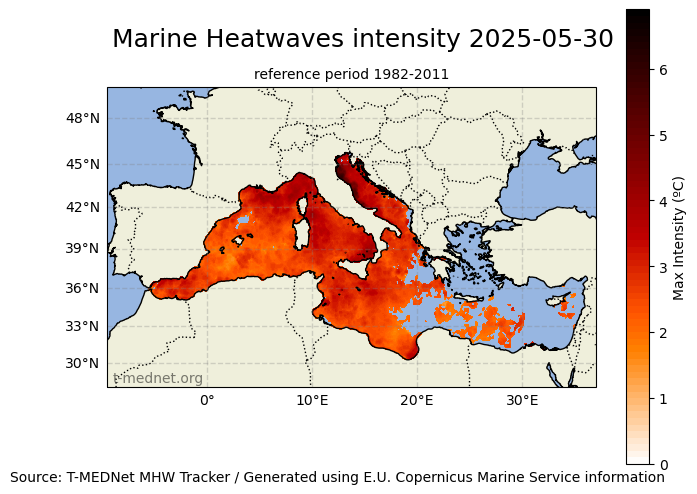 Marine Heatwaves intensity 2025-05-30
reference period 1982-2011
48°N
45°N
42°N
39°N
36°N
33°N
30°N
t-mednet.org
0°
10°E
20°E
30°E
6
5
4
3
2
1
0
Max Intensity (ºC)
Source: T-MEDNet MHW Tracker / Generated using E.U. Copernicus Marine Service information